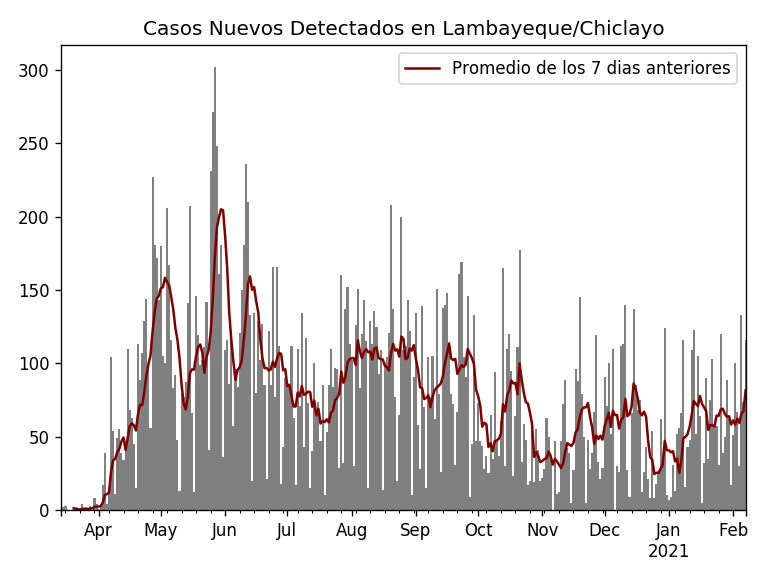 Casos Nuevos Detectados en Lambayeque/Chiclayo
Promedio de los 7 dias anteriores
300
250
200
150
100
50
0
Apr May Jun Jul Aug Sep Oct Nov Dec Jan Feb
2021